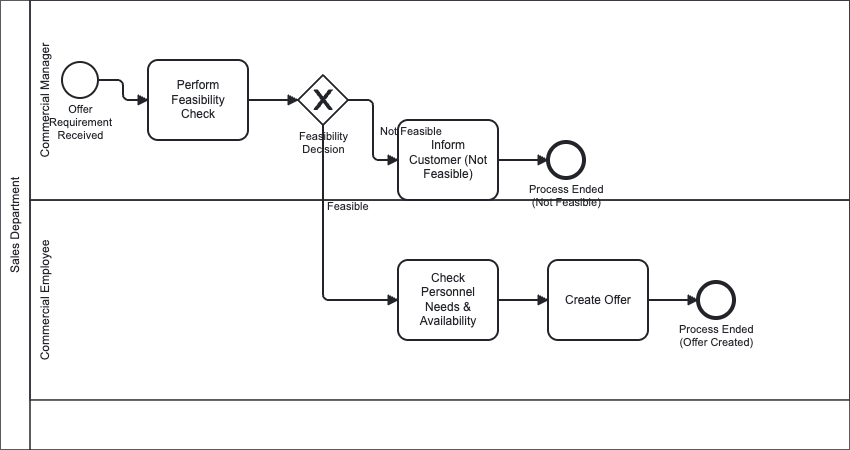 Sales Department
Commercial Manager
Offer
Requirement
Received
Perform
Feasibility
Check
Feasibility
Decision
Not Feasible
Inform
Customer (Not
Feasible)
Process Ended
(Not Feasible)
Feasible
Commercial Employee
Check
Personnel
Needs &
Availability
Create Offer
Process Ended
(Offer Created)